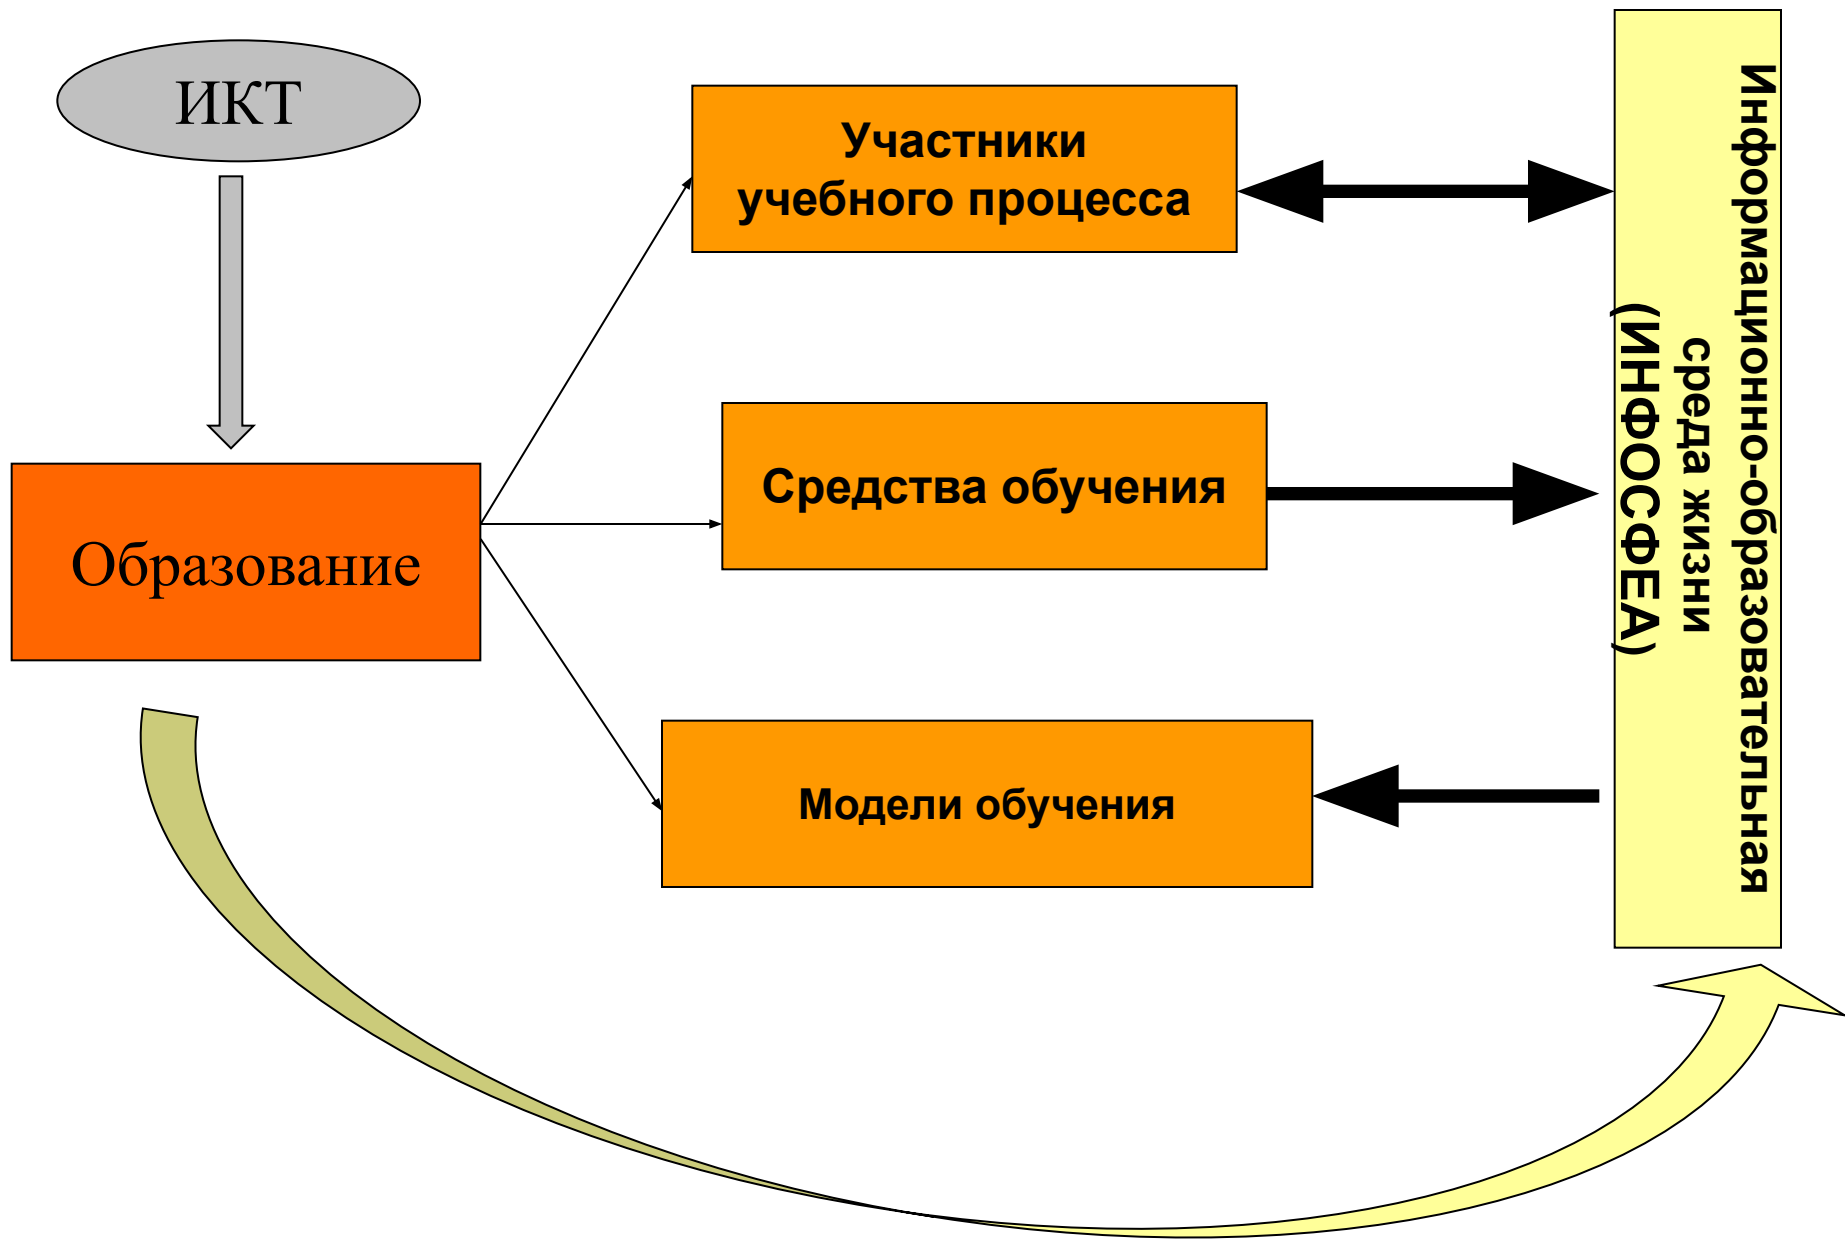 ИКТ
Образование
Участники
учебного процесса
Средства обучения
Модели обучения
Информационно-образовательная
среда жизни
(ИНФОСФЕА)